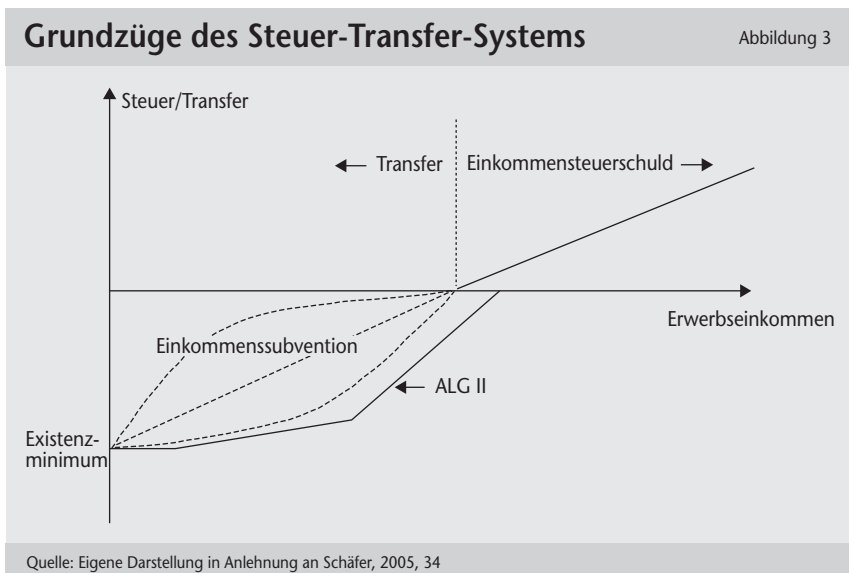 Grundzüge des Steuer-Transfer-Systems
Abbildung 3
Steuer/Transfer
Transfer
Einkommensteuerschuld
Erwerbseinkommen
Einkommenssubvention
ALG II
Existenz-
minimum
Quelle: Eigene Darstellung in Anlehnung an Schäfer, 2005, 34